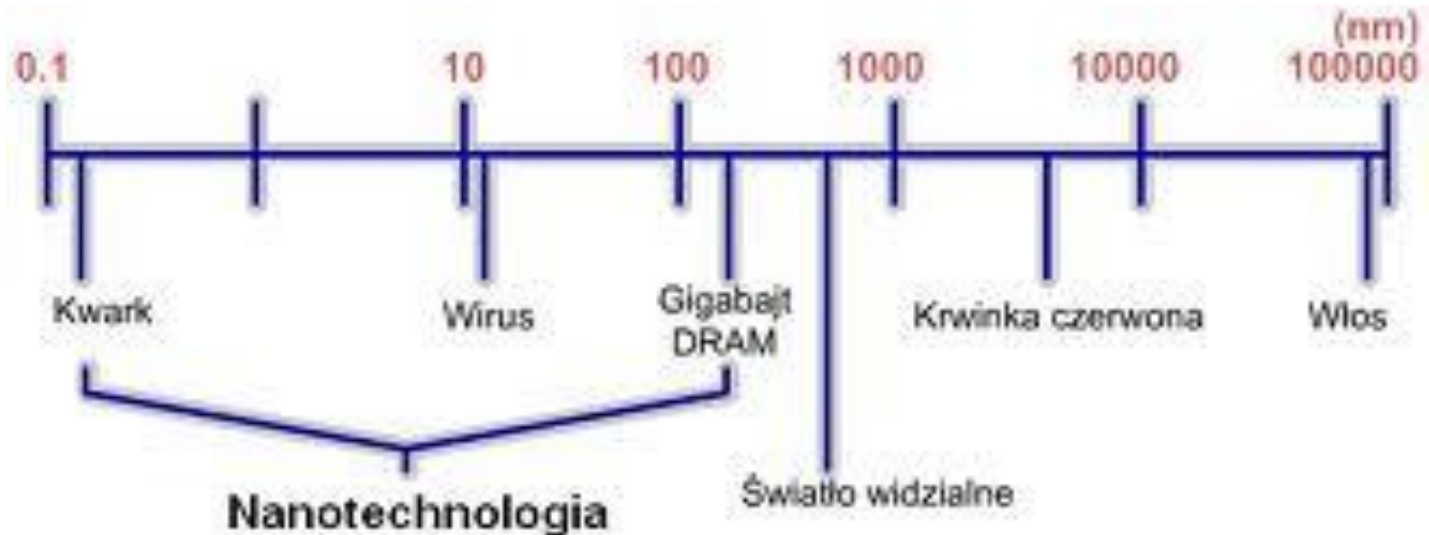 (nm)
0.1 10 100 1000 10000 100000
Kwark
Wirus
Gigabajt
DRAM
Krwinka czerwona
Włos
Światło widzialne
Nanotechnologia